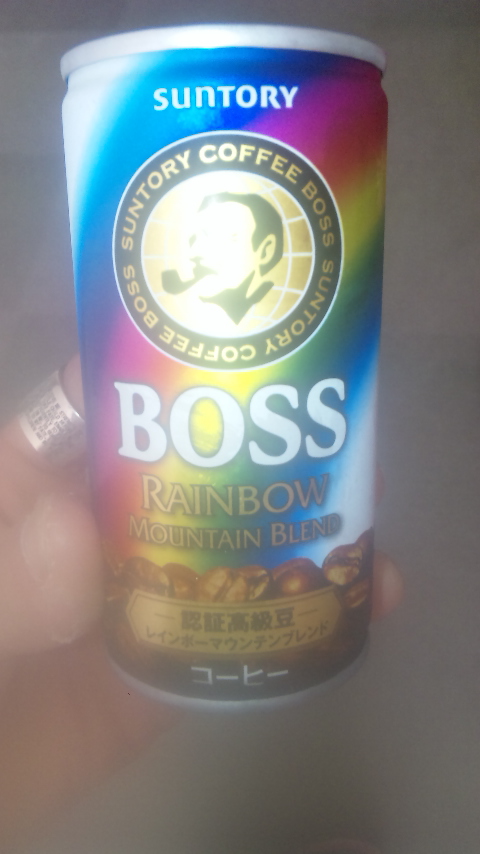 SUNTORY
SUNTORY COFFEE BOSS SUNTORY COFFEE BOSS
BOSS
RAINBOW
MOUNTAIN BLEND
認証高級豆
レインボーマウンテンブレンド
コーヒー